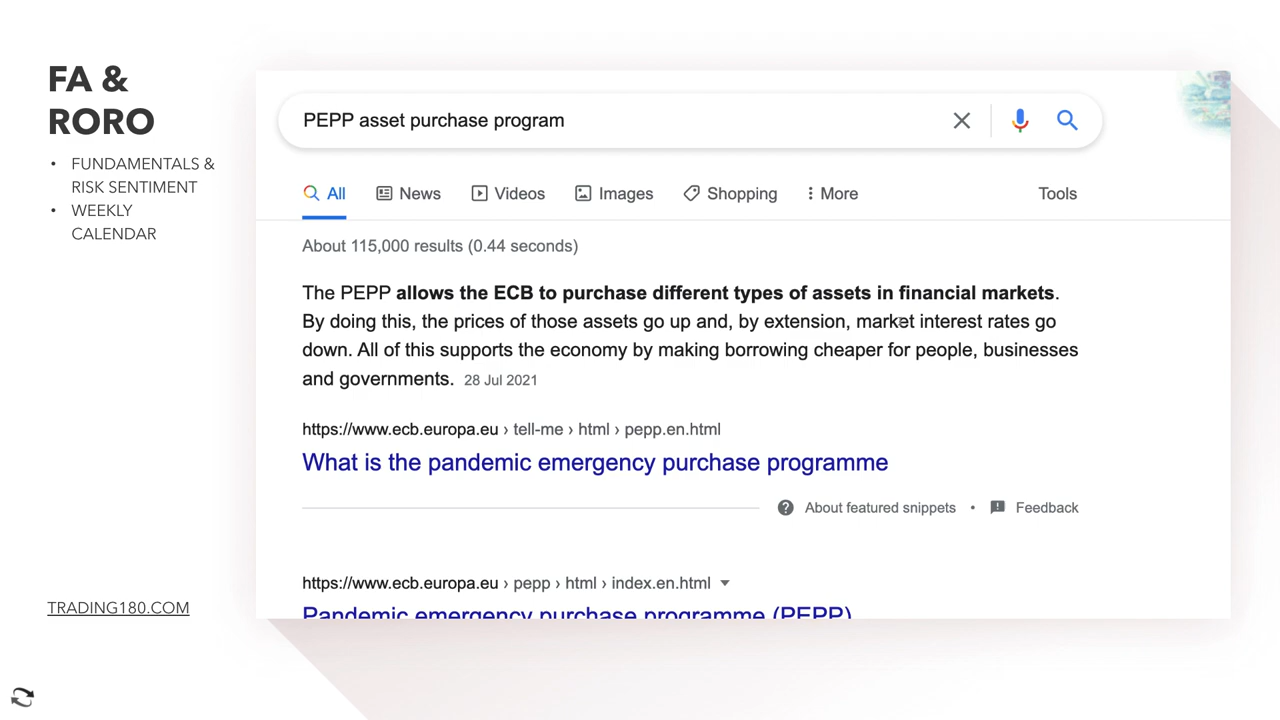 FA &
RORO
• FUNDAMENTALS &
RISK SENTIMENT
• WEEKLY
CALENDAR
TRADING180.COM
PEPP asset purchase program
All News Videos Images Shopping More Tools
About 115,000 results (0.44 seconds)
The PEPP allows the ECB to purchase different types of assets in financial markets.
By doing this, the prices of those assets go up and, by extension, market interest rates go
down. All of this supports the economy by making borrowing cheaper for people, businesses
and governments. 28 Jul 2021
https://www.ecb.europa.eu › tell-me › html › pepp.en.html
What is the pandemic emergency purchase programme
About featured snippets • Feedback
https://www.ecb.europa.eu › pepp › html › index.en.html
Pandemic emergency purchase programme (PEPP)